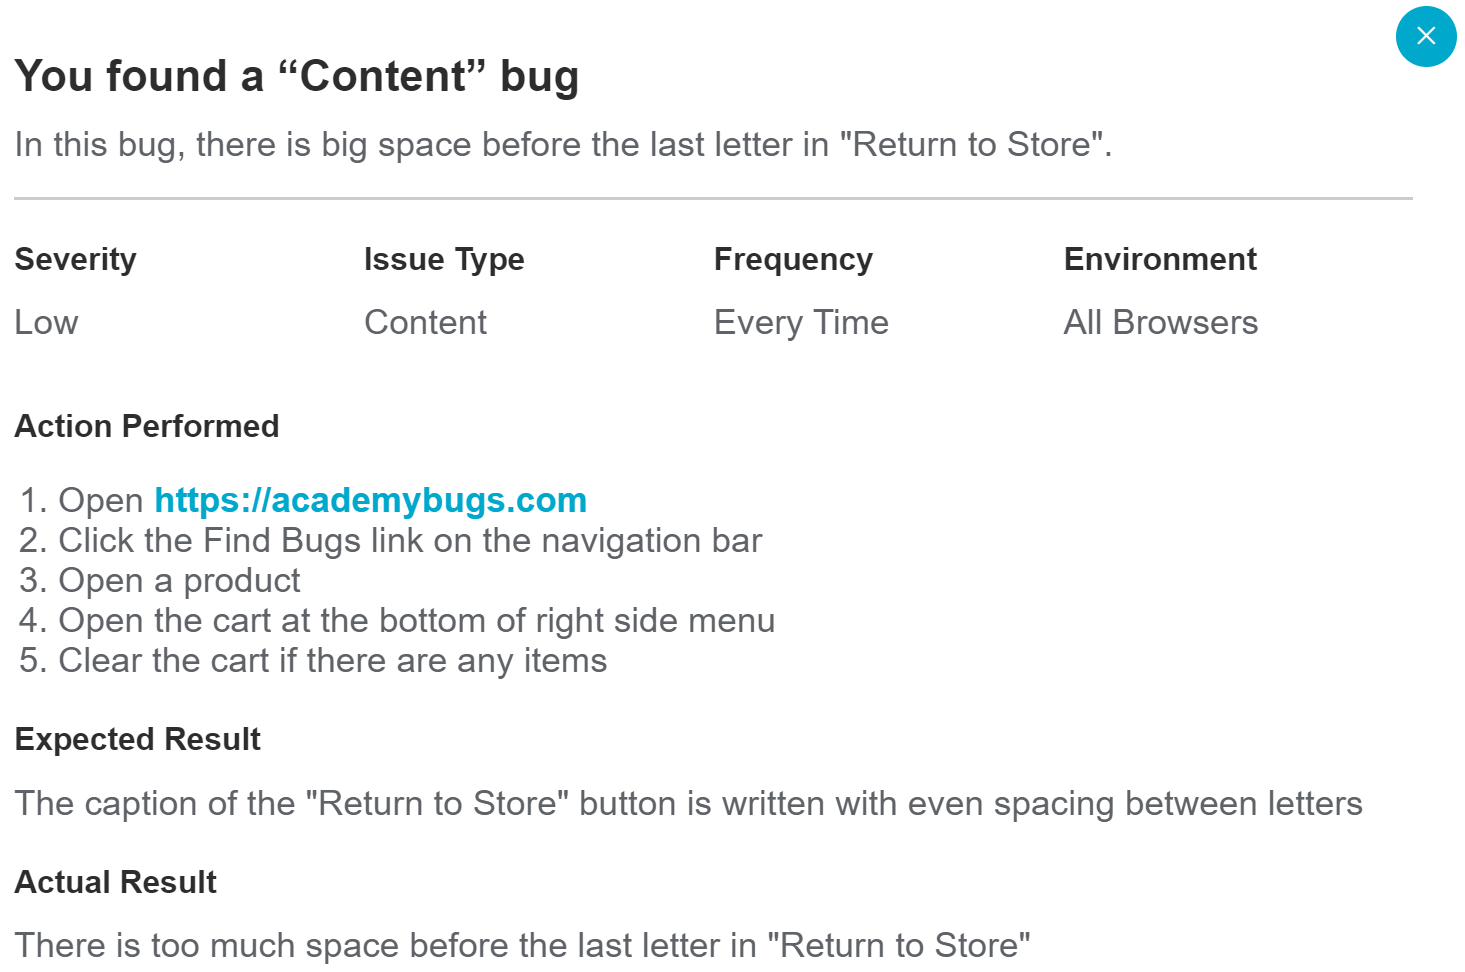 You found a “Content” bug
In this bug, there is big space before the last letter in "Return to Store".
Severity
Issue Type
Frequency
Environment
Low
Content
Every Time
All Browsers
Action Performed
1. Open https://academybugs.com
2. Click the Find Bugs link on the navigation bar
3. Open a product
4. Open the cart at the bottom of right side menu
5. Clear the cart if there are any items
Expected Result
The caption of the "Return to Store" button is written with even spacing between letters
Actual Result
There is too much space before the last letter in "Return to Store"